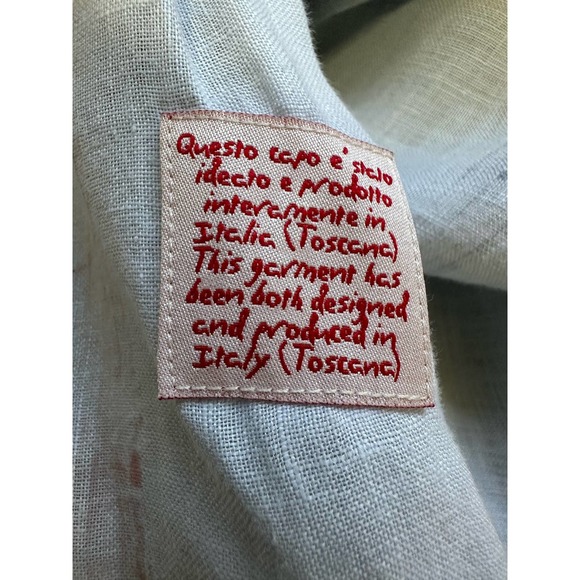 Questo capo e' stato
ideato e prodotto
interamente in
Italia (Toscana)
This garment has
been both designed
and produced in
Italy (Toscana)